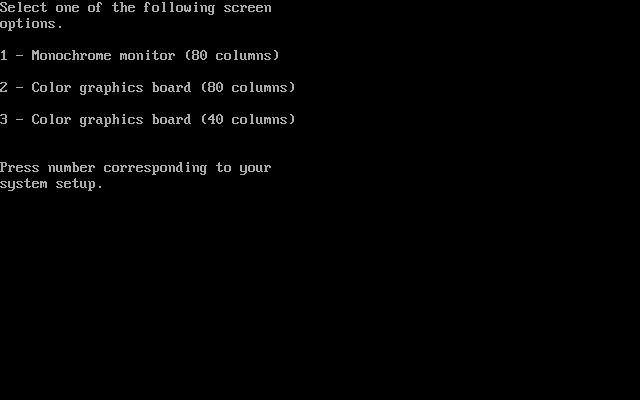 Select one of the following screen
options.
1 - Monochrome monitor (80 columns)
2 - Color graphics board (80 columns)
3 - Color graphics board (40 columns)
Press number corresponding to your
system setup.